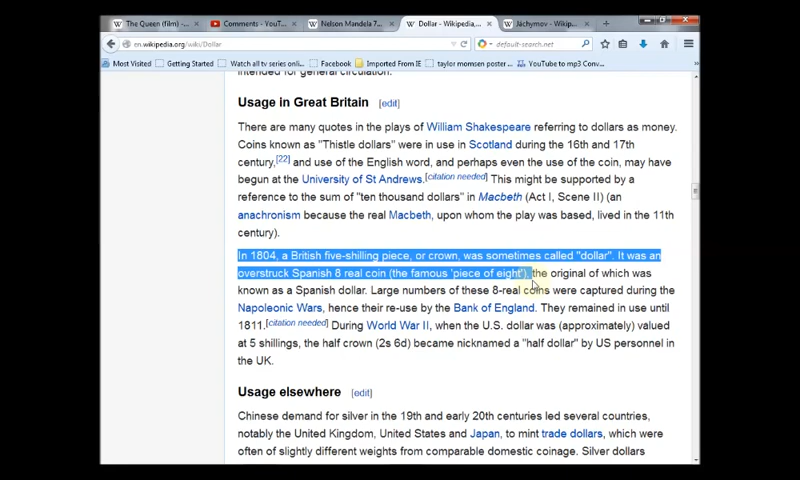 The Queen (film) -...
Comments - YouT...
Nelson Mandela 7...
Dollar - Wikipedia,...
Jáchymov - Wikip...
en.wikipedia.org/wiki/Dollar
default-search.net
Most Visited
Getting Started
Watch all tv series onli...
Facebook
Imported From IE
taylor momsen poster...
YouTube to mp3 Conv...
intended for general circulation.
Usage in Great Britain [edit]
There are many quotes in the plays of William Shakespeare referring to dollars as money.
Coins known as "Thistle dollars" were in use in Scotland during the 16th and 17th
century,[22] and use of the English word, and perhaps even the use of the coin, may have
begun at the University of St Andrews.[citation needed] This might be supported by a
reference to the sum of "ten thousand dollars" in Macbeth (Act I, Scene II) (an
anachronism because the real Macbeth, upon whom the play was based, lived in the 11th
century).
In 1804, a British five-shilling piece, or crown, was sometimes called "dollar". It was an
overstruck Spanish 8 real coin (the famous 'piece of eight'), the original of which was
known as a Spanish dollar. Large numbers of these 8-real coins were captured during the
Napoleonic Wars, hence their re-use by the Bank of England. They remained in use until
1811.[citation needed] During World War II, when the U.S. dollar was (approximately) valued
at 5 shillings, the half crown (2s 6d) became nicknamed a "half dollar" by US personnel in
the UK.
Usage elsewhere [edit]
Chinese demand for silver in the 19th and early 20th centuries led several countries,
notably the United Kingdom, United States and Japan, to mint trade dollars, which were
often of slightly different weights from comparable domestic coinage. Silver dollars